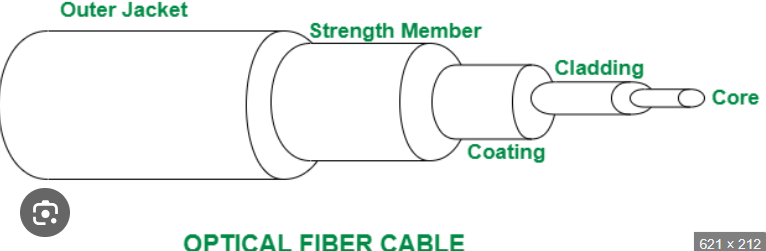 Outer Jacket
Strength Member
Cladding
Core
Coating
OPTICAL FIBER CABLE
621 × 212